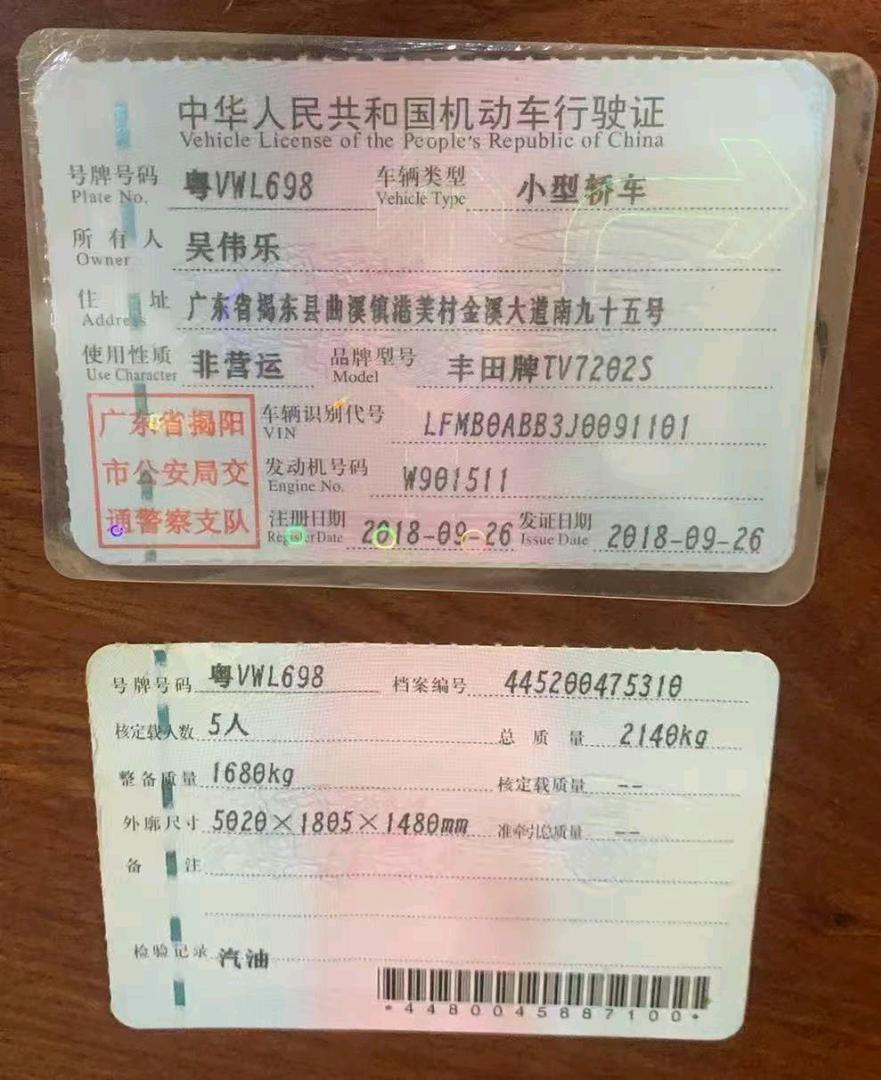 中华人民共和国机动车行驶证
Vehicle License of the People's Republic of China
号牌号码 粤VWL698 车辆类型 小型轿车
Plate No. Vehicle Type
所有人 吴伟乐
Owner
住址 广东省揭东县曲溪镇港美村金溪大道南九十五号
Address
使用性质 非营运 品牌型号 丰田牌TV7202S
Use Character Model
广东省揭阳
市公安局交
通警察支队
车辆识别代号 LFMB0ABB3J0091101
VIN
发动机号码 W901511
Engine No.
注册日期 2018-09-26 发证日期 2018-09-26
Register Date Issue Date
号牌号码 粤VWL698 档案编号 445200475310
核定载人数 5人 总质量 2140kg
整备质量 1680kg 核定载质量 --
外廓尺寸 5020×1805×1480mm 准牵引总质量 --
备注
检验记录 汽油
*4480045887100*